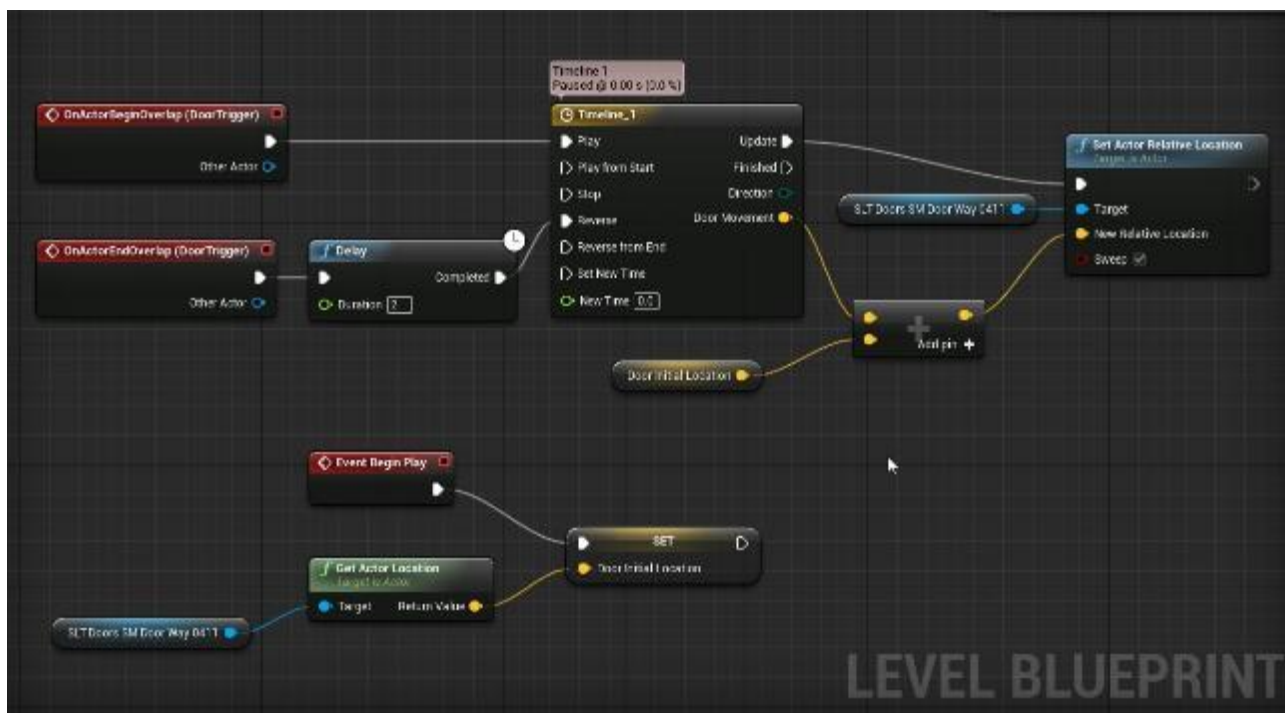 Timeline 1
Paused @ 0.00 s (0.0 %)
OnActorBeginOverlap (DoorTrigger)
Other Actor
Timeline_1
Play
Update
Play from Start
Finished
Stop
Direction
Reverse
Door Movement
Reverse from End
Set New Time
New Time 0.0
Set Actor Relative Location
Target is Actor
Target
New Relative Location
Sweep
SLT Doors SM Door Way 0411
OnActorEndOverlap (DoorTrigger)
Other Actor
Delay
Completed
Duration 2
Add pin
Door Initial Location
Event Begin Play
SET
Door Initial Location
Get Actor Location
Target is Actor
Target
Return Value
SLT Doors SM Door Way 0411
LEVEL BLUEPRINT